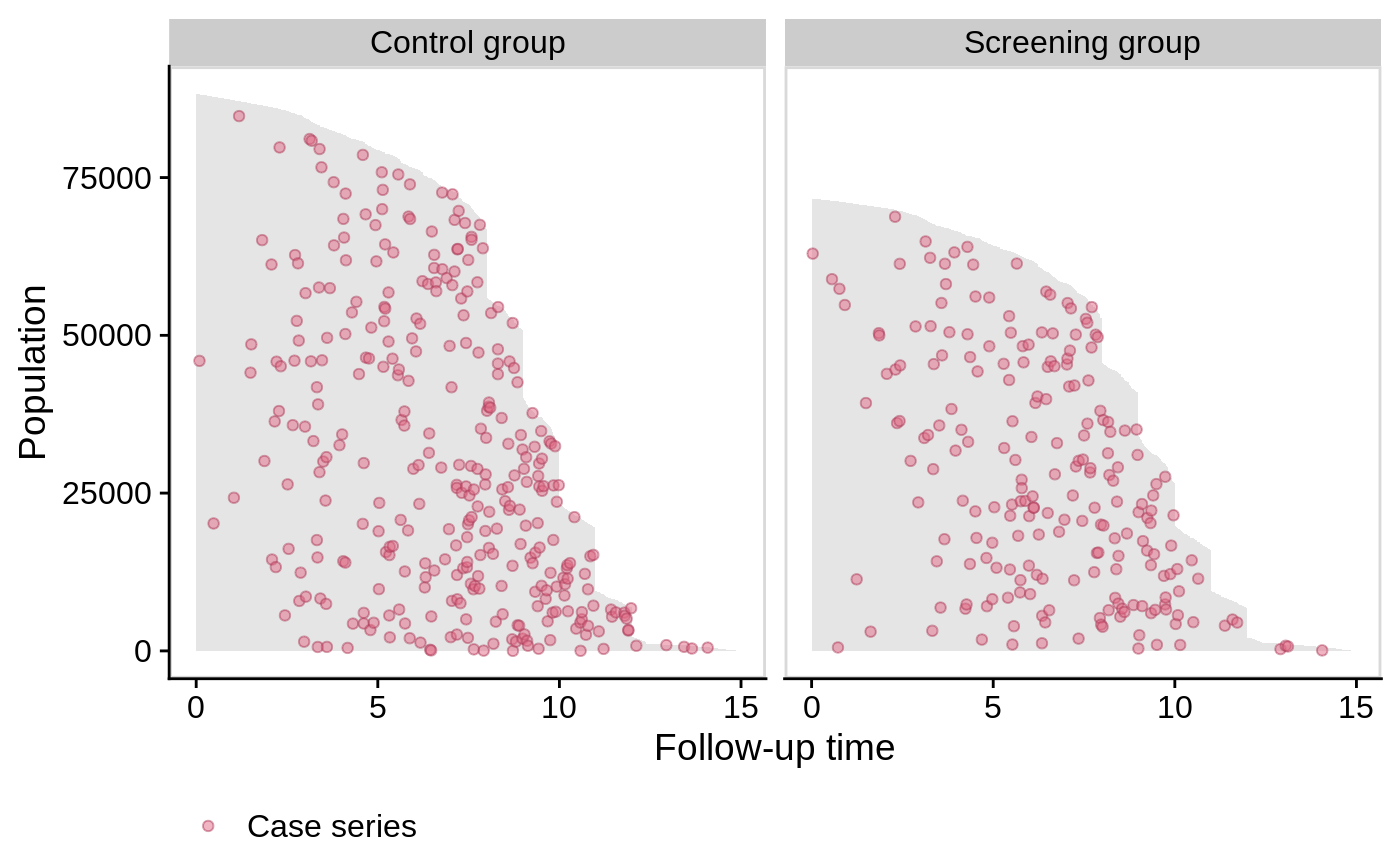 Control group
Screening group
Population
75000
50000
25000
0
0 5 10 15
0 5 10 15
Follow-up time
Case series